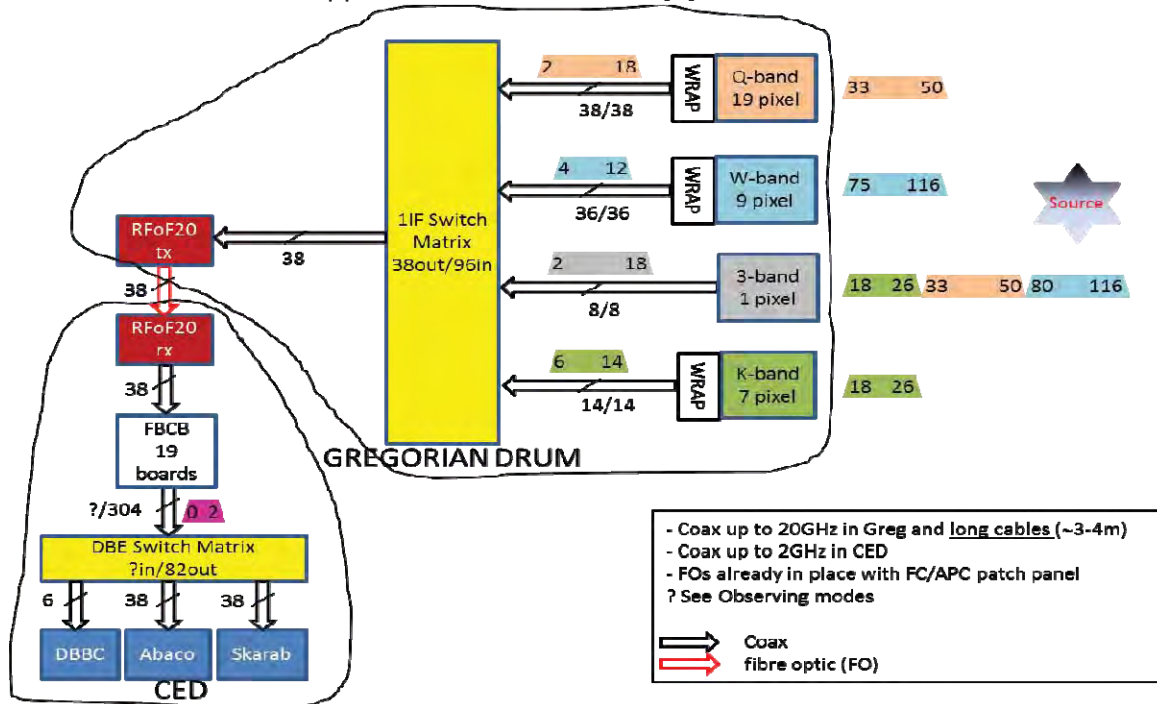 2 18
38/38
WRAP
Q-band
19 pixel
33 50
4 12
36/36
WRAP
W-band
9 pixel
75 116
Source
1IF Switch
Matrix
38out/96in
RFoF20
tx
38
2 18
8/8
3-band
1 pixel
18 26 33 50 80 116
38
RFoF20
rx
6 14
14/14
WRAP
K-band
7 pixel
18 26
38
FBCB
19
boards
GREGORIAN DRUM
?/304
0 2
DBE Switch Matrix
?in/82out
6 38 38
DBBC Abaco Skarab
CED
- Coax up to 20GHz in Greg and long cables (~3-4m)
- Coax up to 2GHz in CED
- FOs already in place with FC/APC patch panel
? See Observing modes
Coax
fibre optic (FO)